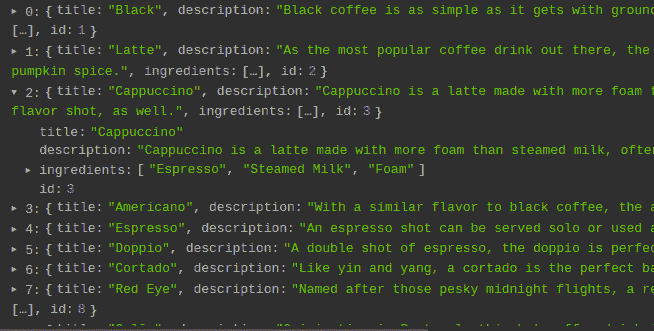 0: { title: "Black", description: "Black coffee is as simple as it gets with ground
[…], id: 1 }
1: { title: "Latte", description: "As the most popular coffee drink out there, the
pumpkin spice.", ingredients: […], id: 2 }
2: { title: "Cappuccino", description: "Cappuccino is a latte made with more foam
flavor shot, as well.", ingredients: […], id: 3 }
title: "Cappuccino"
description: "Cappuccino is a latte made with more foam than steamed milk, often
ingredients: [ "Espresso", "Steamed Milk", "Foam" ]
id: 3
3: { title: "Americano", description: "With a similar flavor to black coffee, the
4: { title: "Espresso", description: "An espresso shot can be served solo or used
5: { title: "Doppio", description: "A double shot of espresso, the doppio is
6: { title: "Cortado", description: "Like yin and yang, a cortado is the perfect
7: { title: "Red Eye", description: "Named after those pesky midnight flights, a
[…], id: 8 }